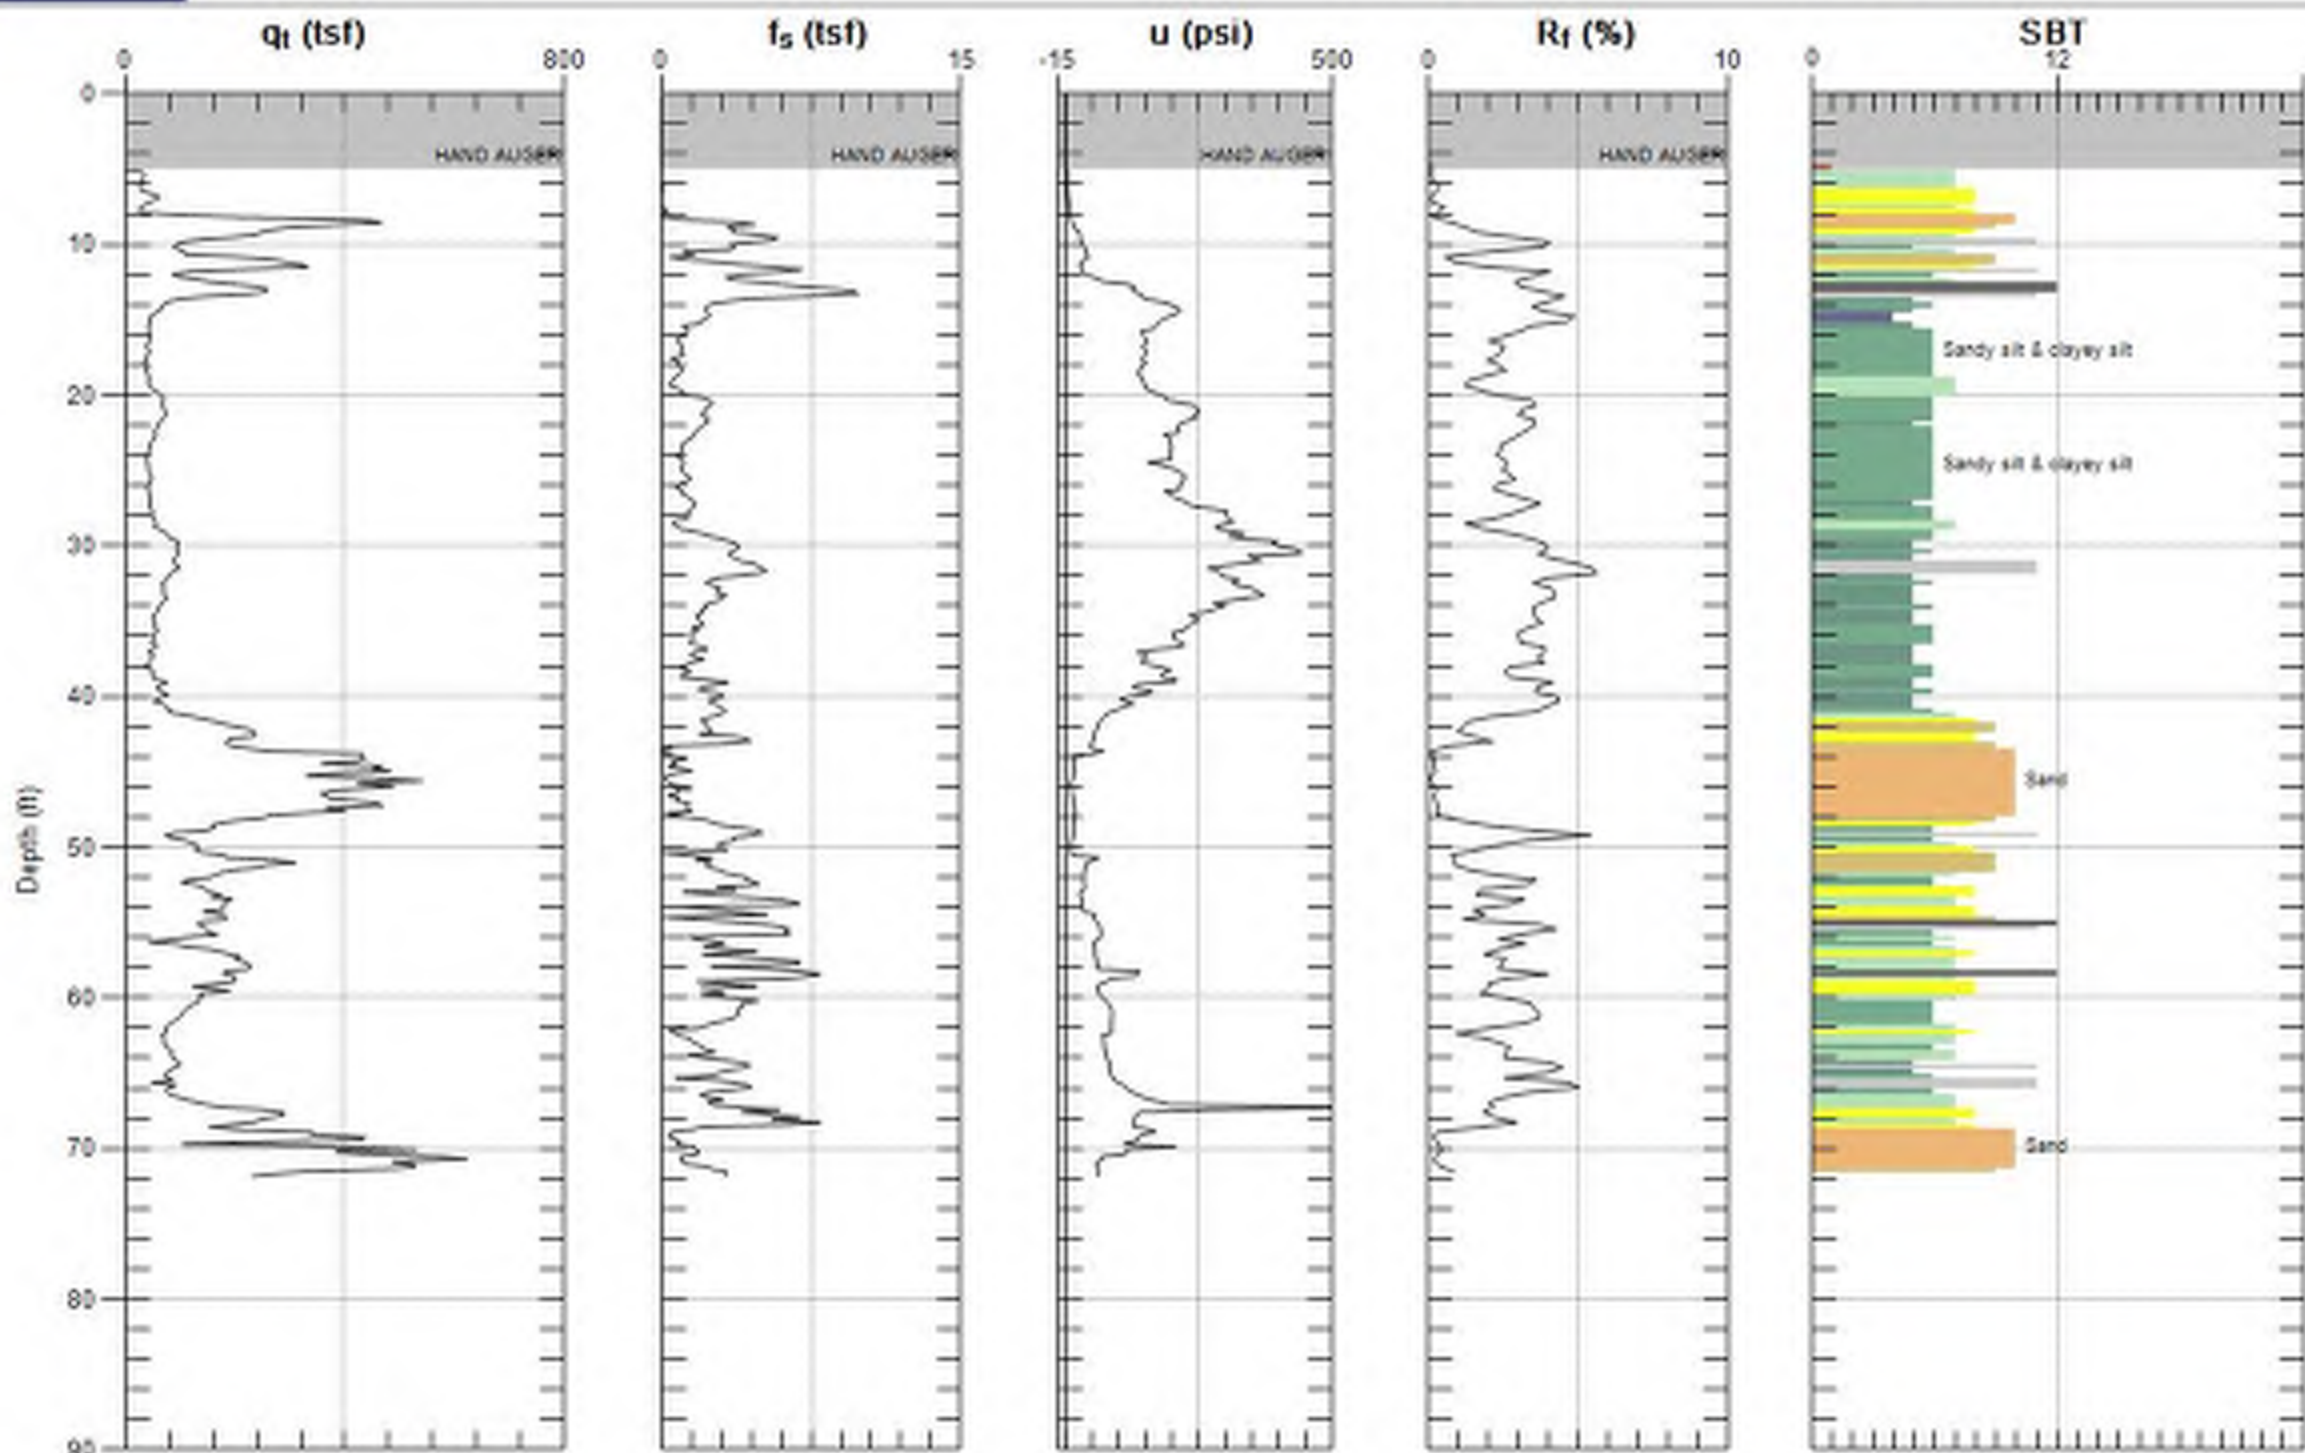 qt (tsf) fs (tsf) u (psi) Rf (%) SBT
0 800 0 15 -15 500 0 10 0 12
0
HAND AUGER HAND AUGER HAND AUGER HAND AUGER
10
Sandy silt & clayey silt
20
Sandy silt & clayey silt
30
40
Sand
Depth (ft)
50
60
70
Sand
80
90